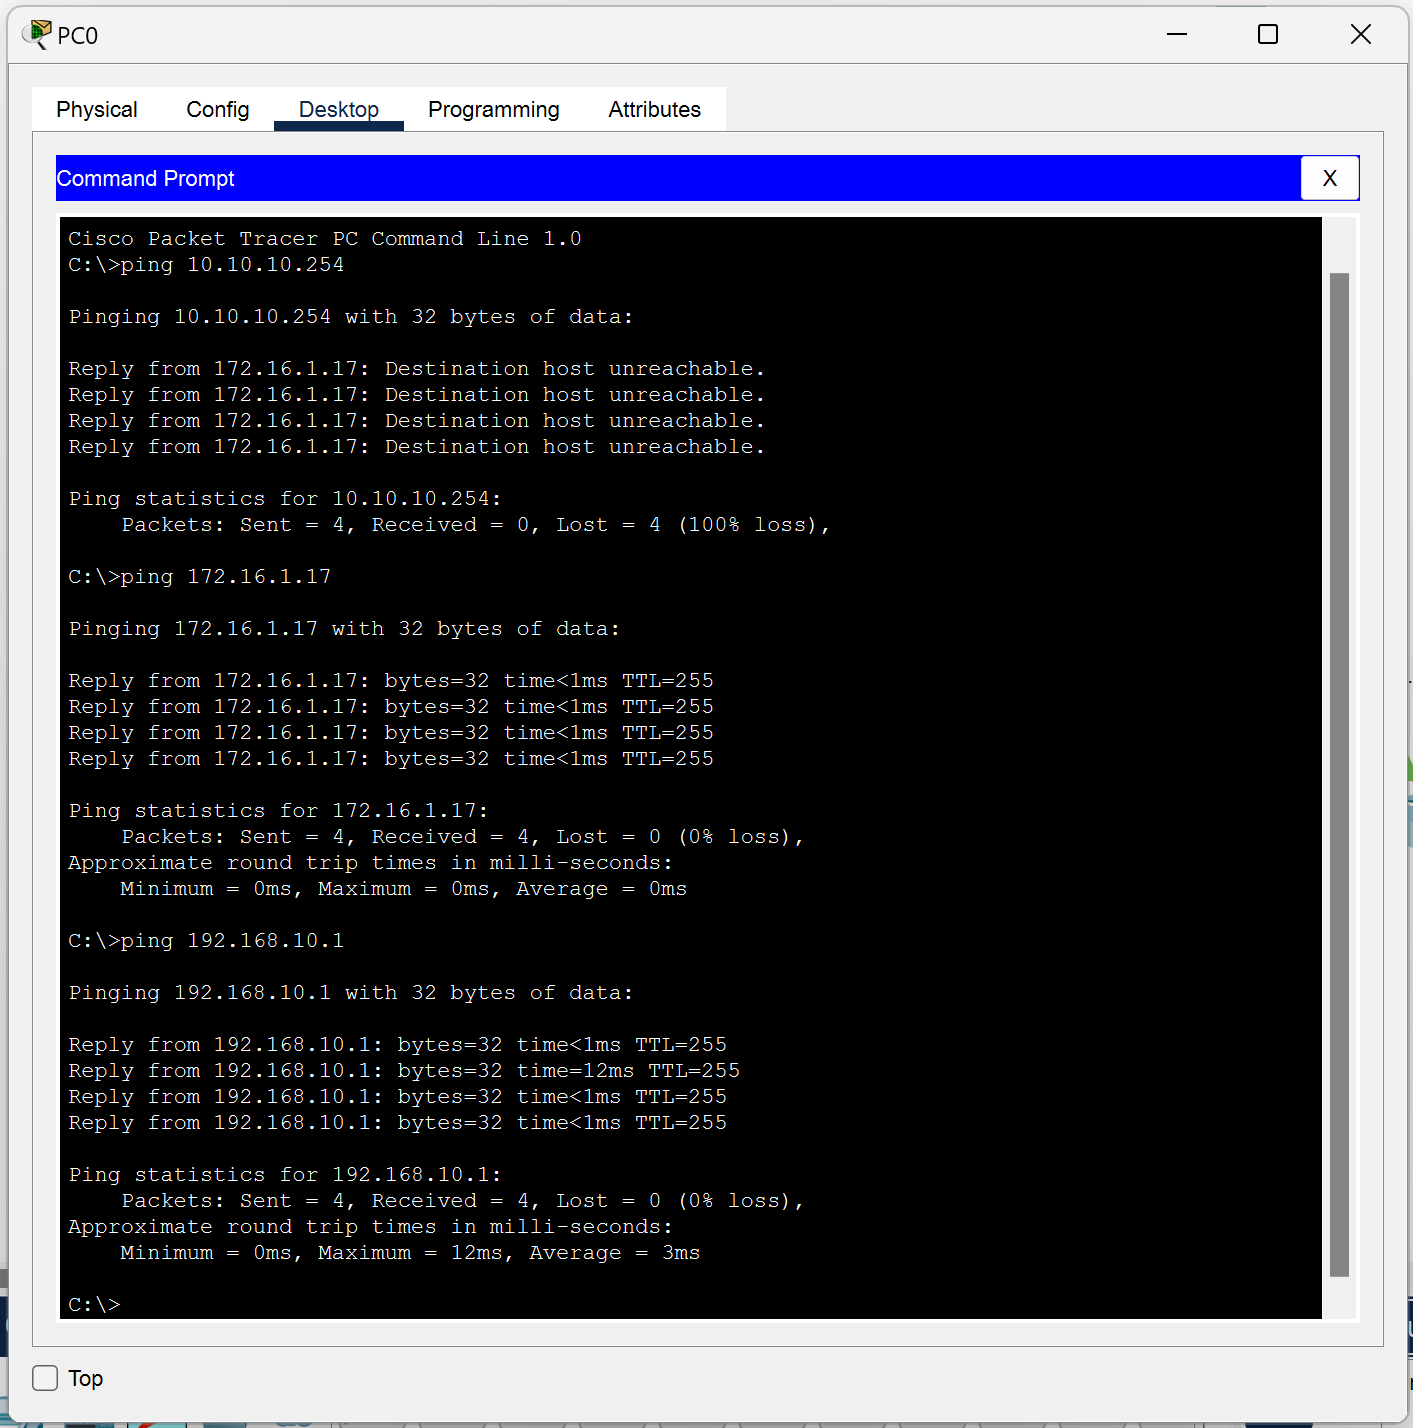 PC0
Physical Config Desktop Programming Attributes
Command Prompt X
Cisco Packet Tracer PC Command Line 1.0
C:\>ping 10.10.10.254
Pinging 10.10.10.254 with 32 bytes of data:
Reply from 172.16.1.17: Destination host unreachable.
Reply from 172.16.1.17: Destination host unreachable.
Reply from 172.16.1.17: Destination host unreachable.
Reply from 172.16.1.17: Destination host unreachable.
Ping statistics for 10.10.10.254:
Packets: Sent = 4, Received = 0, Lost = 4 (100% loss),
C:\>ping 172.16.1.17
Pinging 172.16.1.17 with 32 bytes of data:
Reply from 172.16.1.17: bytes=32 time<1ms TTL=255
Reply from 172.16.1.17: bytes=32 time<1ms TTL=255
Reply from 172.16.1.17: bytes=32 time<1ms TTL=255
Reply from 172.16.1.17: bytes=32 time<1ms TTL=255
Ping statistics for 172.16.1.17:
Packets: Sent = 4, Received = 4, Lost = 0 (0% loss),
Approximate round trip times in milli-seconds:
Minimum = 0ms, Maximum = 0ms, Average = 0ms
C:\>ping 192.168.10.1
Pinging 192.168.10.1 with 32 bytes of data:
Reply from 192.168.10.1: bytes=32 time<1ms TTL=255
Reply from 192.168.10.1: bytes=32 time=12ms TTL=255
Reply from 192.168.10.1: bytes=32 time<1ms TTL=255
Reply from 192.168.10.1: bytes=32 time<1ms TTL=255
Ping statistics for 192.168.10.1:
Packets: Sent = 4, Received = 4, Lost = 0 (0% loss),
Approximate round trip times in milli-seconds:
Minimum = 0ms, Maximum = 12ms, Average = 3ms
C:\>
Top